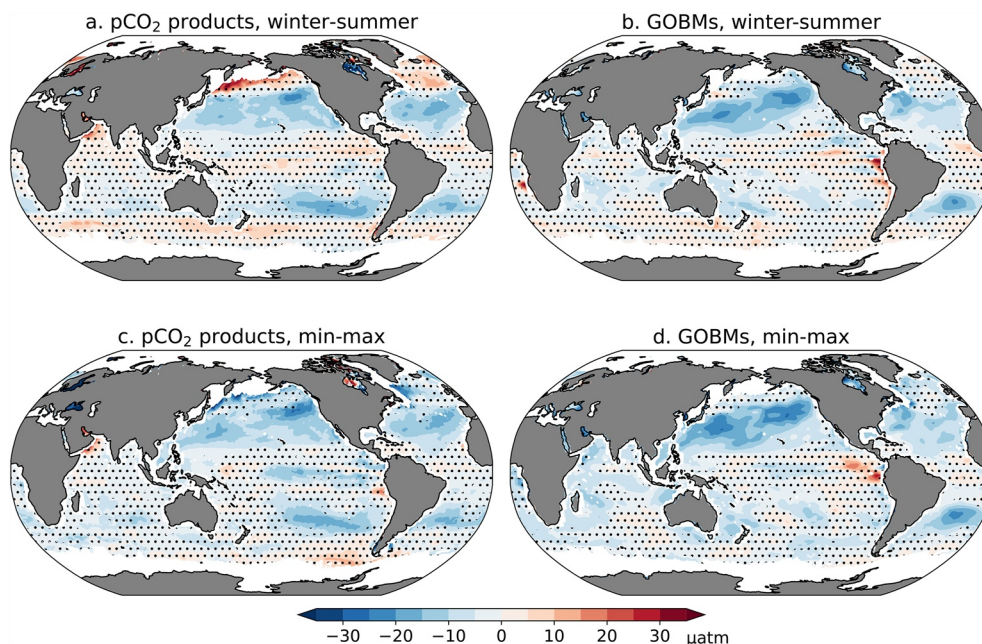 a. pCO₂ products, winter-summer
b. GOBMs, winter-summer
c. pCO₂ products, min-max
d. GOBMs, min-max
−30 −20 −10 0 10 20 30 µatm